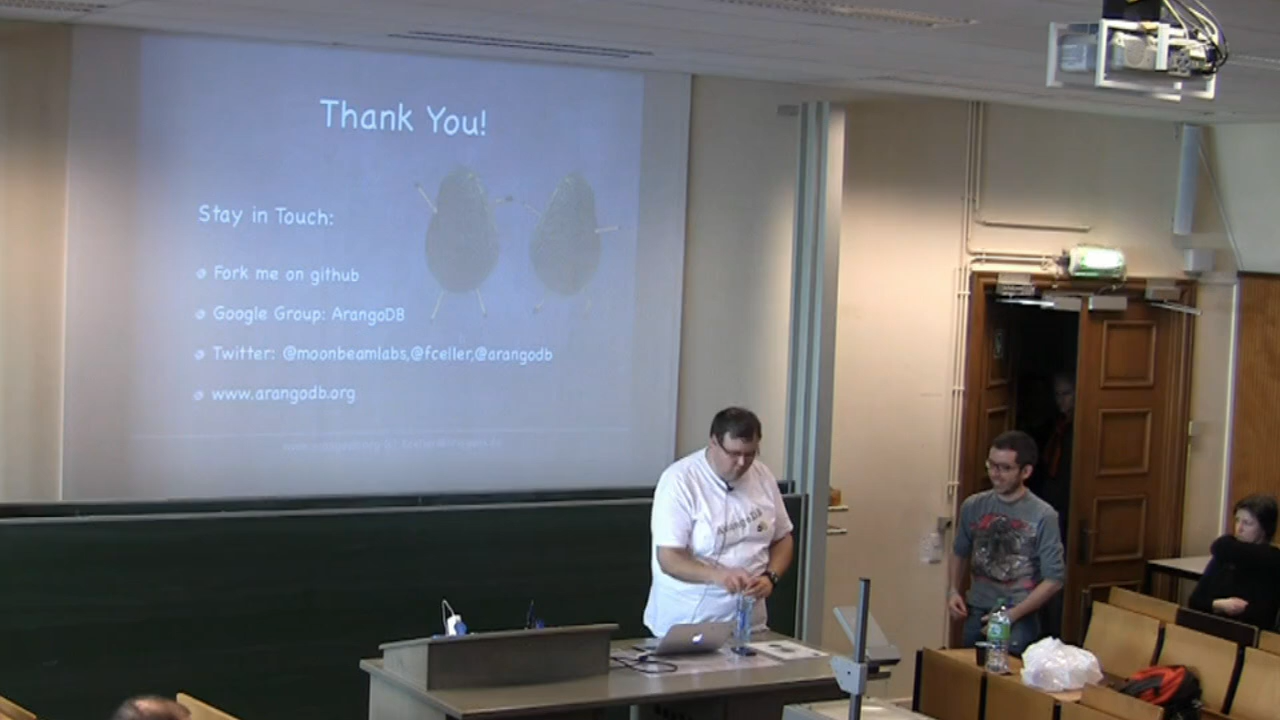 Thank You!
Stay in Touch:
Fork me on github
Google Group: ArangoDB
Twitter: @moonbeamlabs,@fceller,@arangodb
www.arangodb.org
ArangoDB